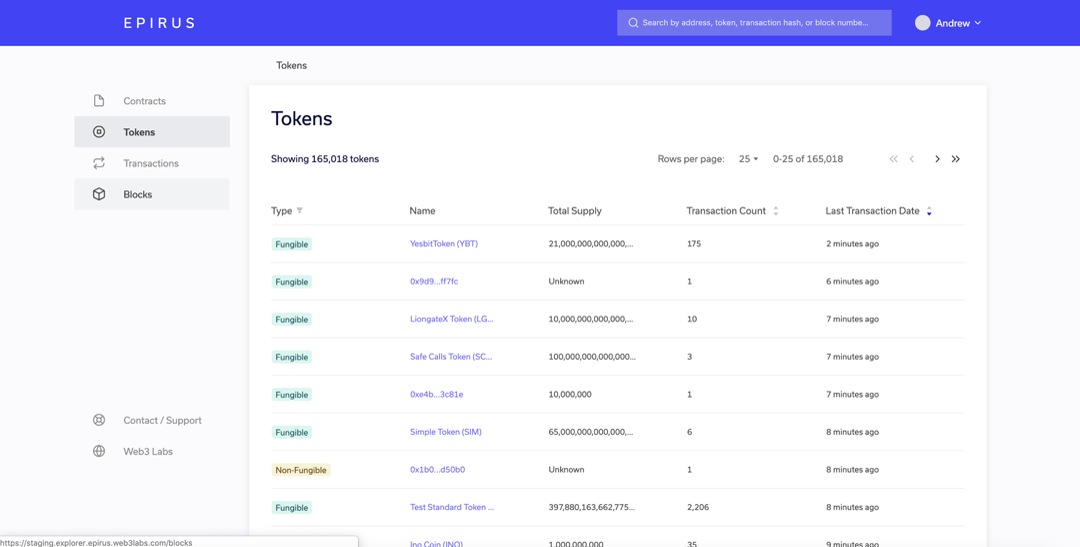 EPIRUS
Search by address, token, transaction hash, or block numbe...
Andrew
Tokens
Contracts
Tokens
Transactions
Blocks
Contact / Support
Web3 Labs
Tokens
Showing 165,018 tokens
Rows per page: 25 0-25 of 165,018
Type Name Total Supply Transaction Count Last Transaction Date
Fungible YesbitToken (YBT) 21,000,000,000,000,... 175 2 minutes ago
Fungible 0x9d9...ff7fc Unknown 1 6 minutes ago
Fungible LiongateX Token (LG... 10,000,000,000,000,... 10 7 minutes ago
Fungible Safe Calls Token (SC... 100,000,000,000,000... 3 7 minutes ago
Fungible 0xe4b...3c81e 10,000,000 1 7 minutes ago
Fungible Simple Token (SIM) 65,000,000,000,000,... 6 8 minutes ago
Non-Fungible 0x1b0...d50b0 Unknown 1 8 minutes ago
Fungible Test Standard Token ... 397,880,163,662,775... 2,206 8 minutes ago
Fungible Ino Coin (INO) 1,000,000,000 35 9 minutes ago
https://staging.explorer.epirus.web3labs.com/blocks